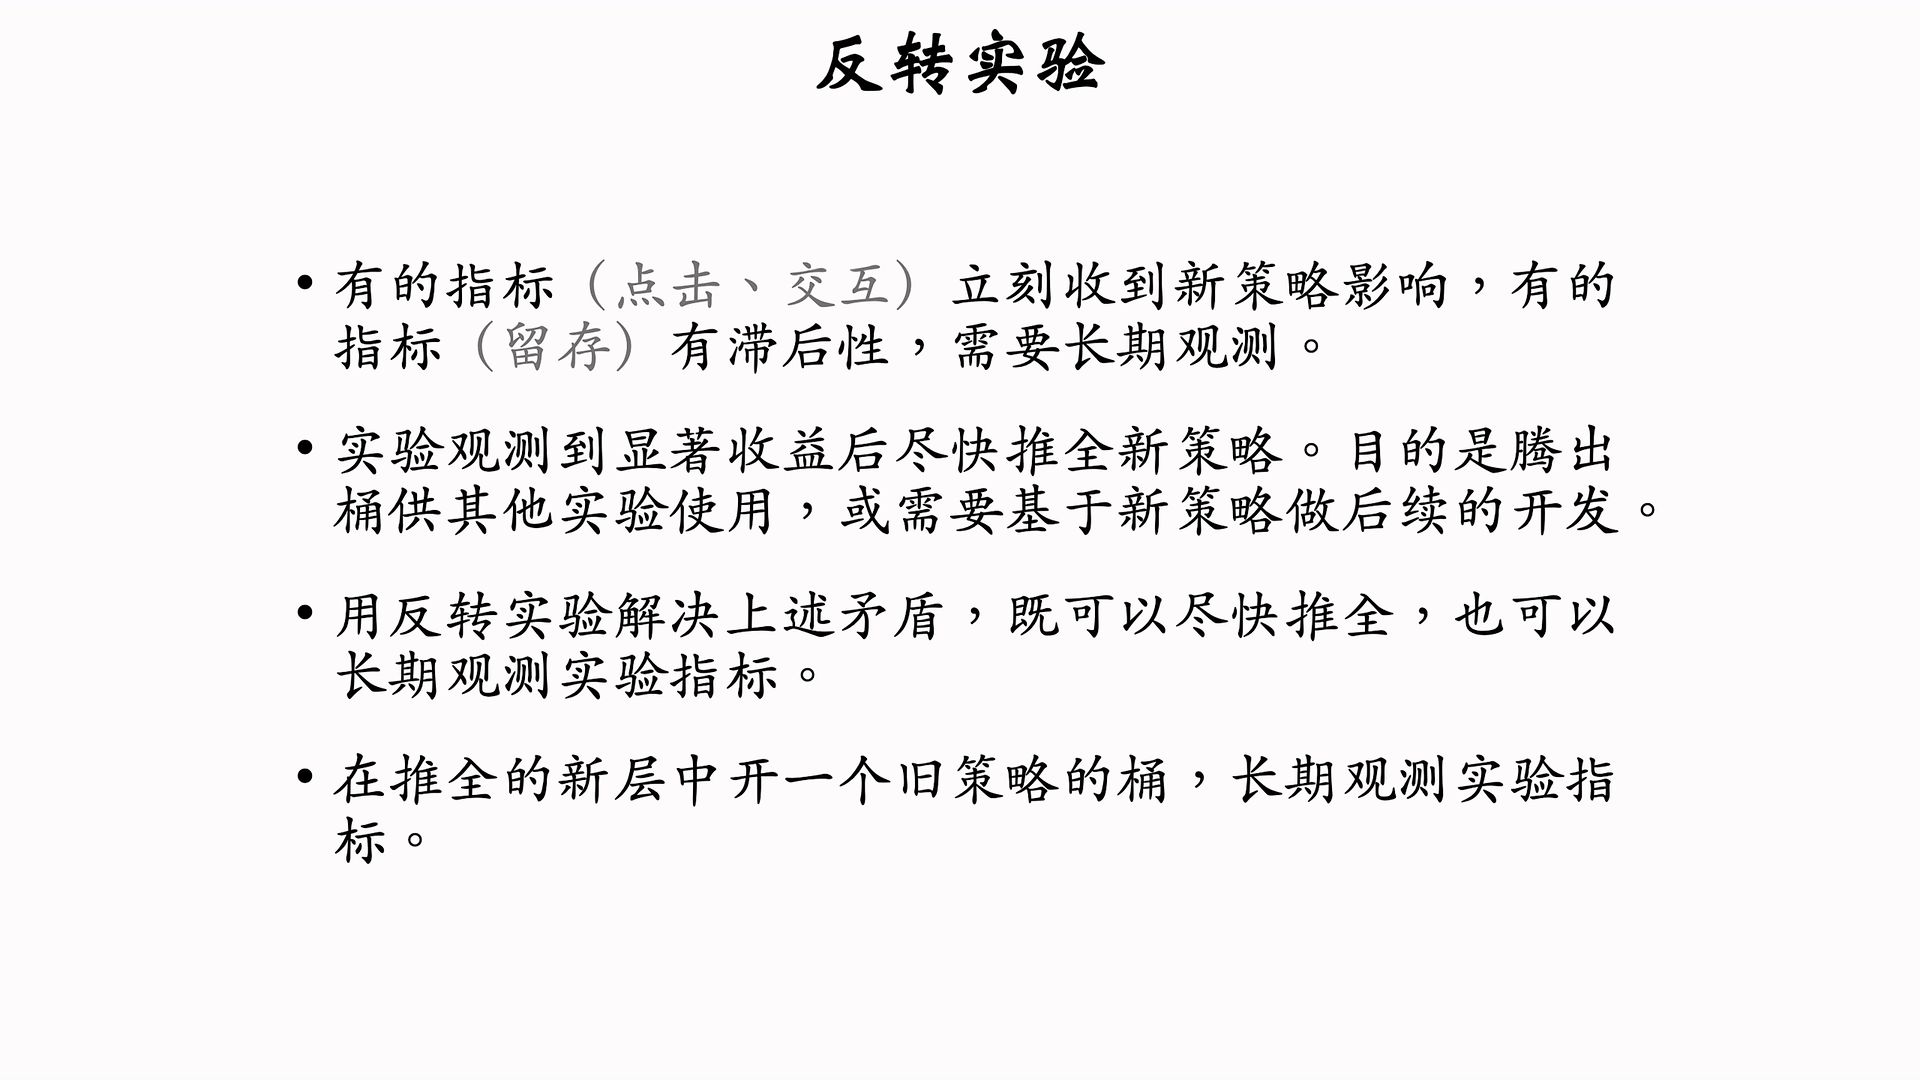 反转实验
• 有的指标（点击、交互）立刻收到新策略影响，有的
指标（留存）有滞后性，需要长期观测。
• 实验观测到显著收益后尽快推全新策略。目的是腾出
桶供其他实验使用，或需要基于新策略做后续的开发。
• 用反转实验解决上述矛盾，既可以尽快推全，也可以
长期观测实验指标。
• 在推全的新层中开一个旧策略的桶，长期观测实验指
标。